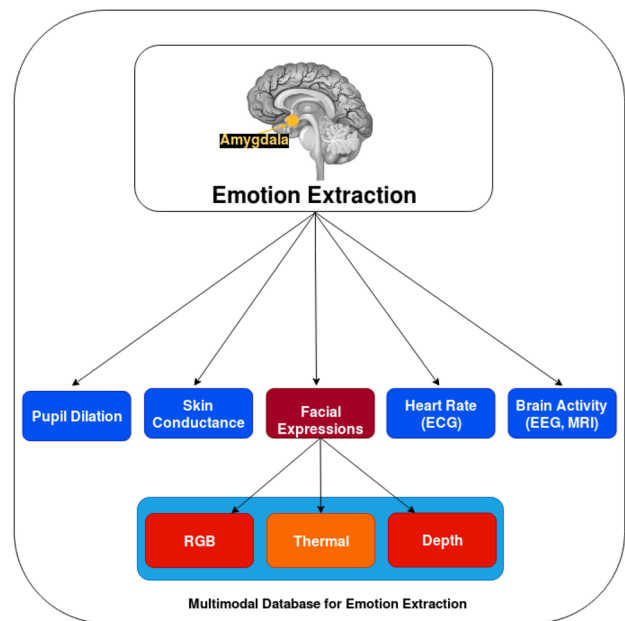 Amygdala
Emotion Extraction
Pupil Dilation
Skin
Conductance
Facial
Expressions
Heart Rate
(ECG)
Brain Activity
(EEG, MRI)
RGB
Thermal
Depth
Multimodal Database for Emotion Extraction